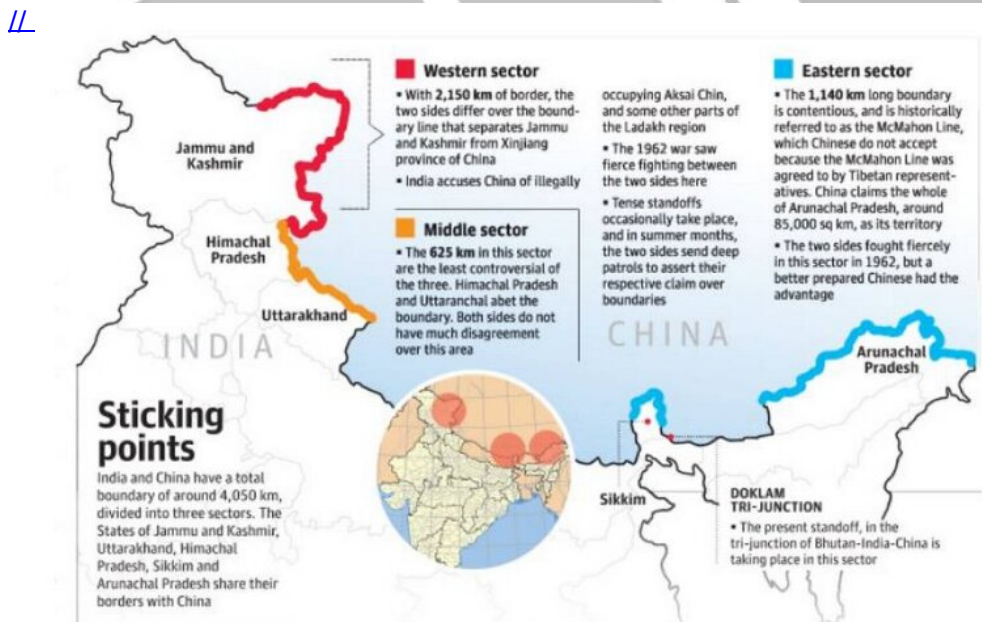 //
Western sector
▪ With 2,150 km of border, the
two sides differ over the bound-
ary line that separates Jammu
and Kashmir from Xinjiang
province of China
▪ India accuses China of illegally
occupying Aksai Chin,
and some other parts of
the Ladakh region
▪ The 1962 war saw
fierce fighting between
the two sides here
▪ Tense standoffs
occasionally take place,
and in summer months,
the two sides send deep
patrols to assert their
respective claim over
boundaries
Eastern sector
▪ The 1,140 km long boundary
is contentious, and is historically
referred to as the McMahon Line,
which Chinese do not accept
because the McMahon Line was
agreed to by Tibetan represent-
atives. China claims the whole
of Arunachal Pradesh, around
85,000 sq km, as its territory
▪ The two sides fought fiercely
in this sector in 1962, but a
better prepared Chinese had the
advantage
Middle sector
▪ The 625 km in this sector
are the least controversial of
the three. Himachal Pradesh
and Uttaranchal abet the
boundary. Both sides do not
have much disagreement
over this area
Jammu and
Kashmir
Himachal
Pradesh
Uttarakhand
INDIA
CHINA
Arunachal
Pradesh
Sticking
points
India and China have a total
boundary of around 4,050 km,
divided into three sectors. The
States of Jammu and Kashmir,
Uttarakhand, Himachal
Pradesh, Sikkim and
Arunachal Pradesh share their
borders with China
Sikkim
DOKLAM
TRI-JUNCTION
▪ The present standoff, in the
tri-junction of Bhutan-India-China is
taking place in this sector